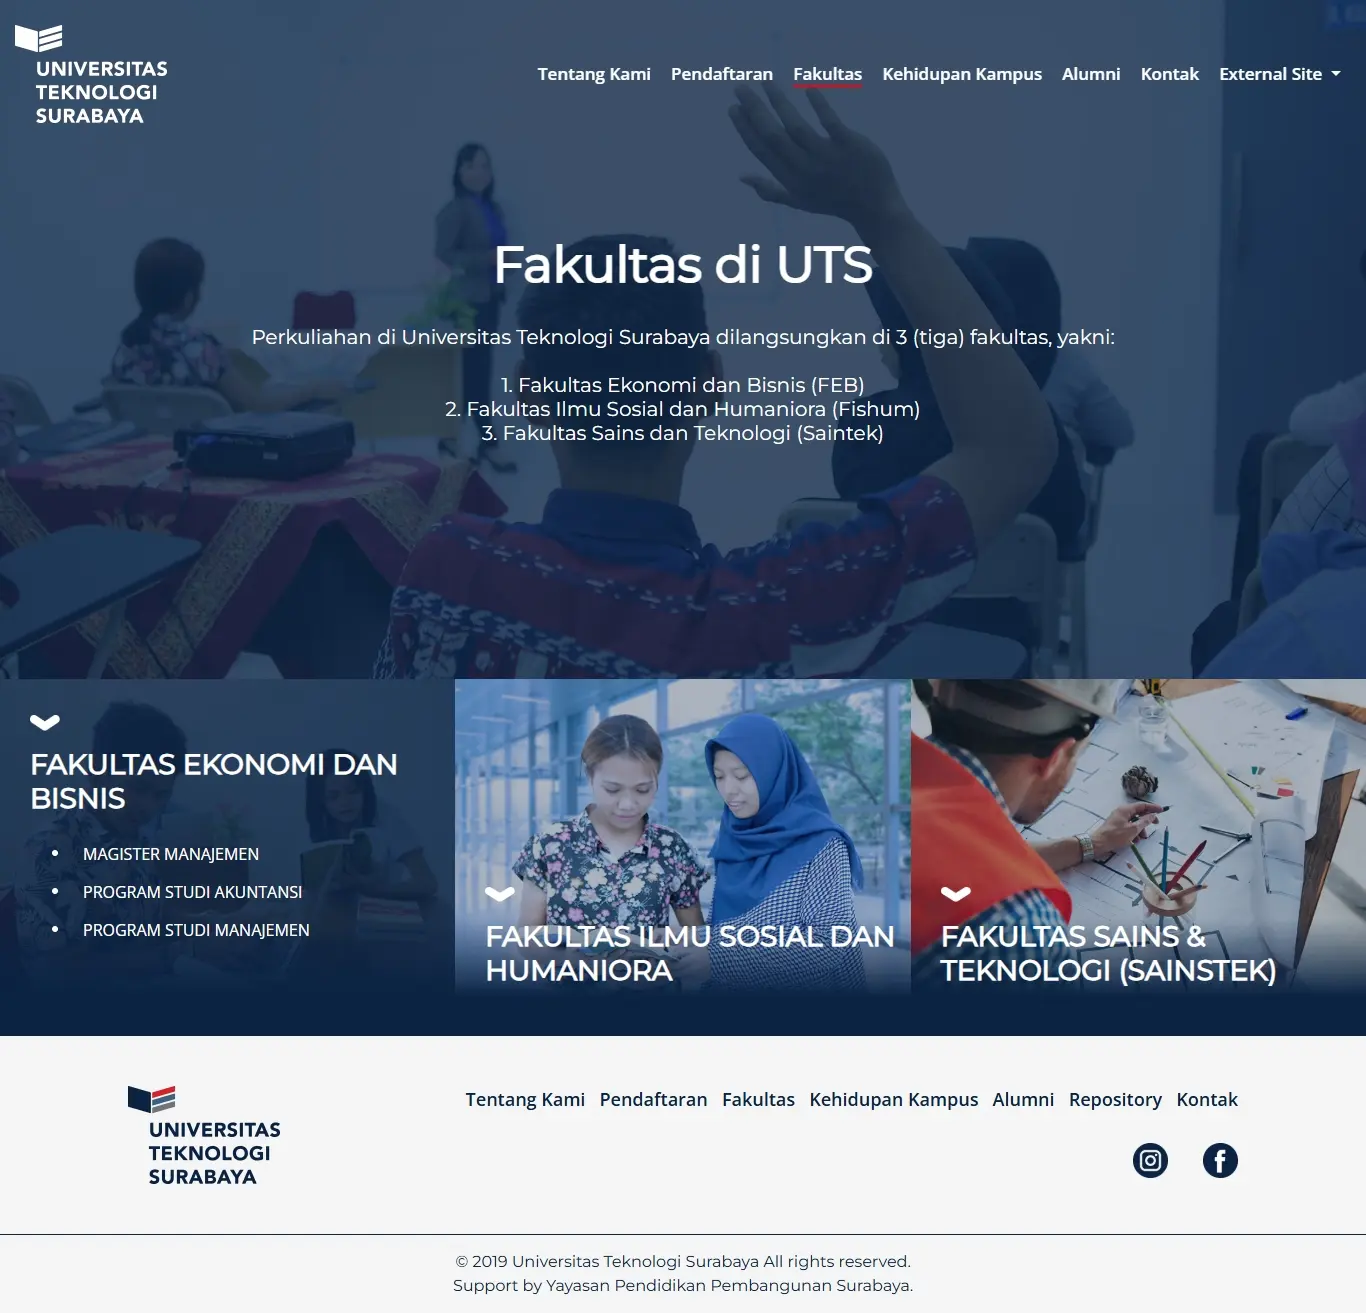 UNIVERSITAS
TEKNOLOGI
SURABAYA
Tentang Kami Pendaftaran Fakultas Kehidupan Kampus Alumni Kontak External Site
Fakultas di UTS
Perkuliahan di Universitas Teknologi Surabaya dilangsungkan di 3 (tiga) fakultas, yakni:
1. Fakultas Ekonomi dan Bisnis (FEB)
2. Fakultas Ilmu Sosial dan Humaniora (Fishum)
3. Fakultas Sains dan Teknologi (Saintek)
FAKULTAS EKONOMI DAN
BISNIS
• MAGISTER MANAJEMEN
• PROGRAM STUDI AKUNTANSI
• PROGRAM STUDI MANAJEMEN
FAKULTAS ILMU SOSIAL DAN
HUMANIORA
FAKULTAS SAINS &
TEKNOLOGI (SAINSTEK)
UNIVERSITAS
TEKNOLOGI
SURABAYA
Tentang Kami Pendaftaran Fakultas Kehidupan Kampus Alumni Repository Kontak
© 2019 Universitas Teknologi Surabaya All rights reserved.
Support by Yayasan Pendidikan Pembangunan Surabaya.